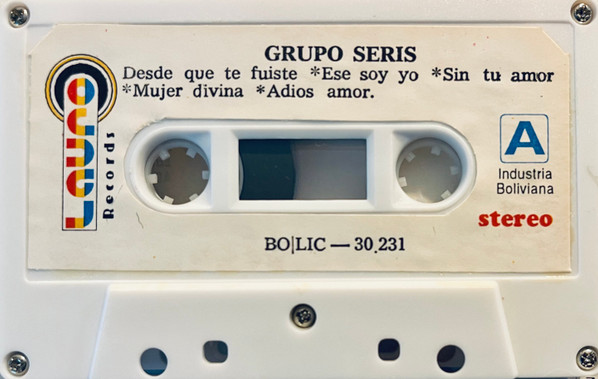 GRUPO SERIS
Desde que te fuiste *Ese soy yo *Sin tu amor
*Mujer divina *Adios amor.
lauro
Records
A
Industria
Boliviana
stereo
BO|LIC — 30.231